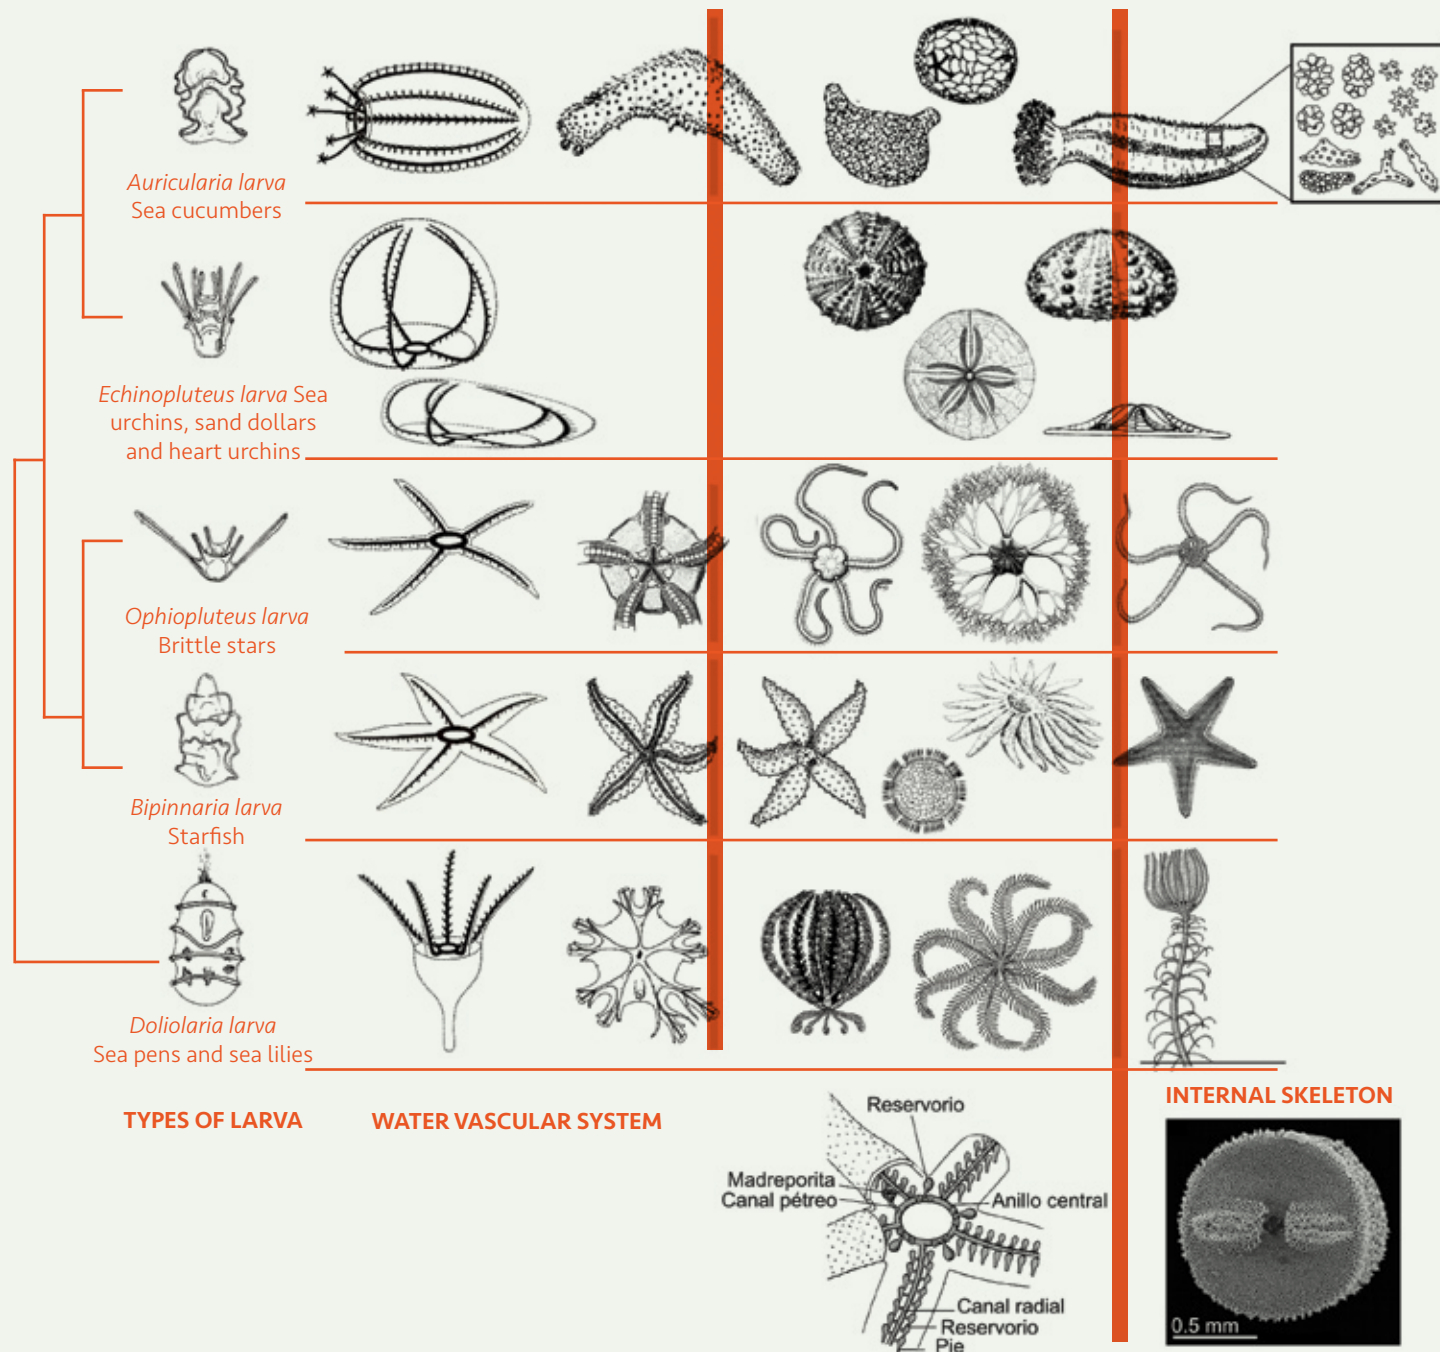 Auricularia larva
Sea cucumbers
Echinopluteus larva Sea
urchins, sand dollars
and heart urchins
Ophiopluteus larva
Brittle stars
Bipinnaria larva
Starfish
Doliolaria larva
Sea pens and sea lilies
TYPES OF LARVA
WATER VASCULAR SYSTEM
INTERNAL SKELETON
Reservorio
Madreporita
Canal pétreo
Anillo central
Canal radial
Reservorio
Pie
0.5 mm